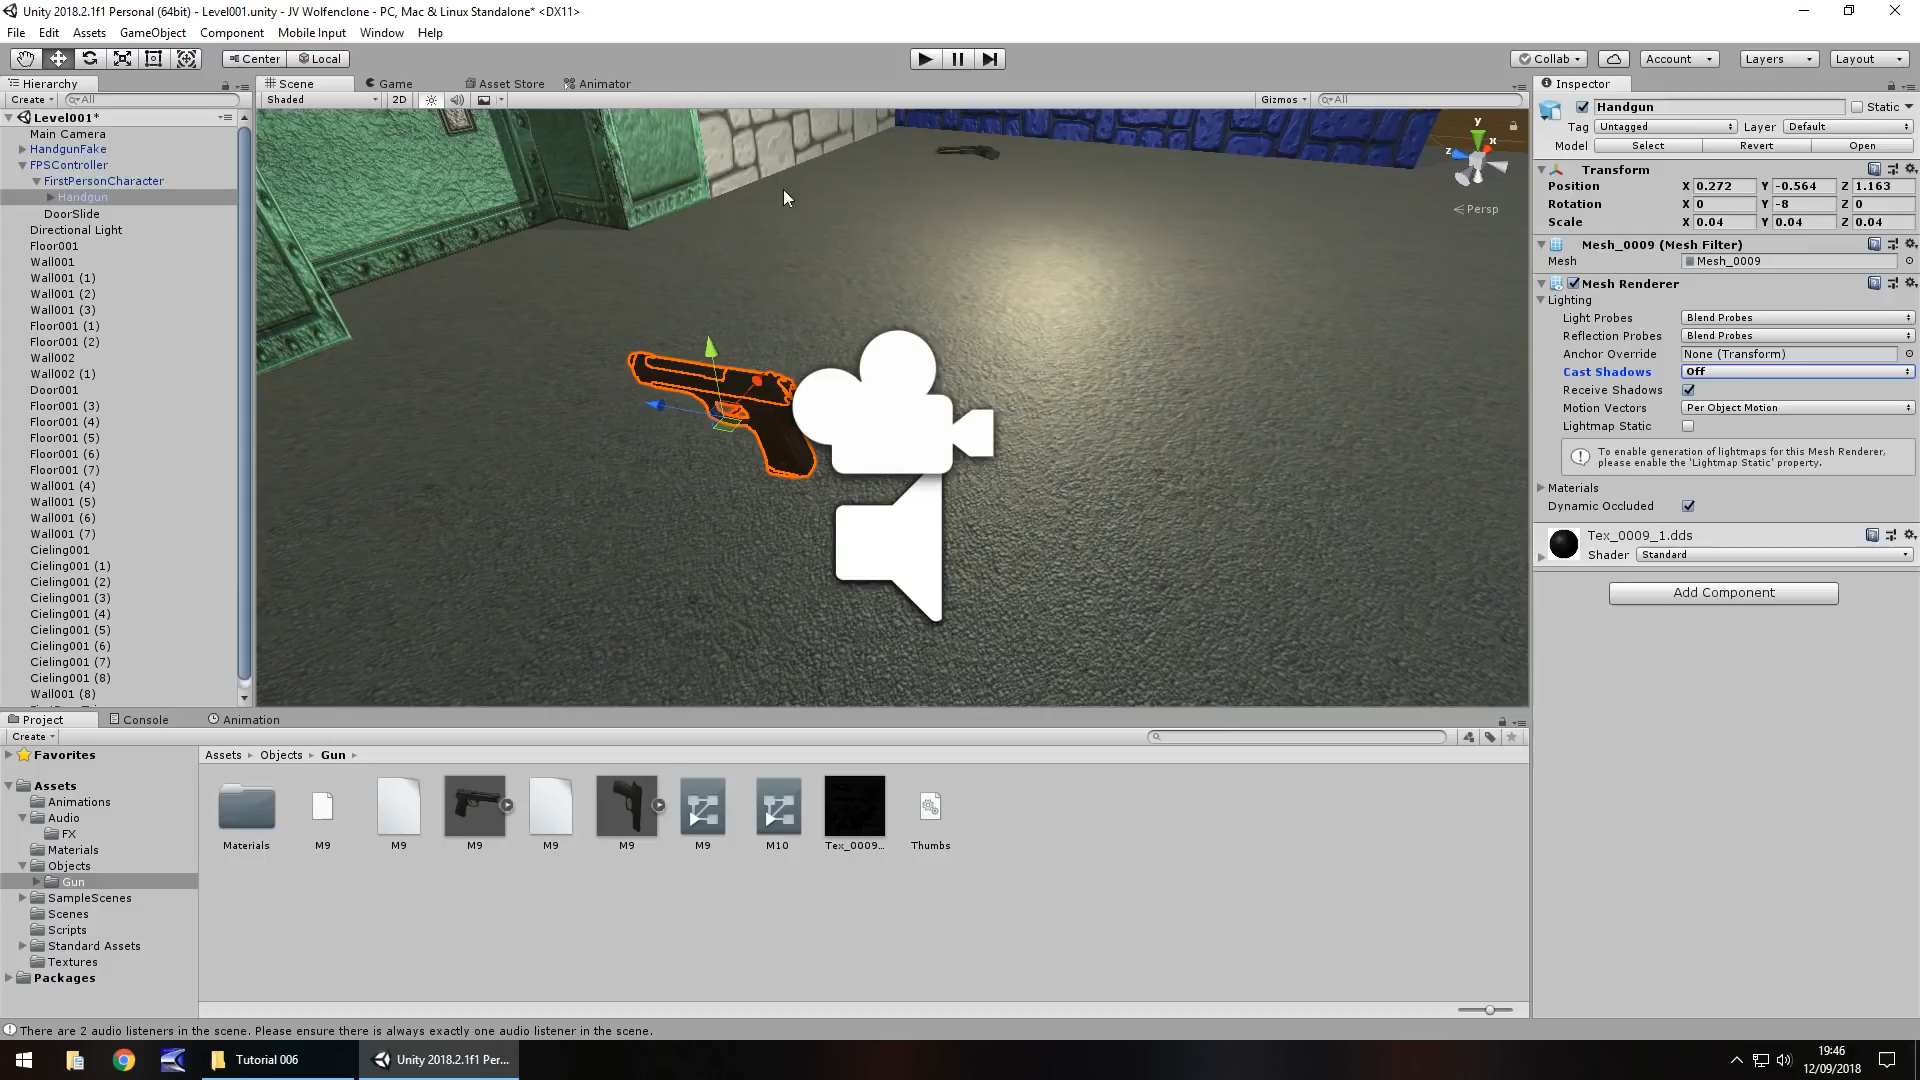 Unity 2018.2.1f1 Personal (64bit) - Level001.unity - JV Wolfenclone - PC, Mac & Linux Standalone* <DX11>
File Edit Assets GameObject Component Mobile Input Window Help
Center Local Collab Account Layers Layout
Hierarchy
Create All
Level001*
Main Camera
HandgunFake
FPSController
FirstPersonCharacter
Handgun
DoorSlide
Directional Light
Floor001
Wall001
Wall001 (1)
Wall001 (2)
Wall001 (3)
Floor001 (1)
Floor001 (2)
Wall002
Wall002 (1)
Door001
Floor001 (3)
Floor001 (4)
Floor001 (5)
Floor001 (6)
Floor001 (7)
Wall001 (4)
Wall001 (5)
Wall001 (6)
Wall001 (7)
Cieling001
Cieling001 (1)
Cieling001 (2)
Cieling001 (3)
Cieling001 (4)
Cieling001 (5)
Cieling001 (6)
Cieling001 (7)
Cieling001 (8)
Wall001 (8)
Scene Game Asset Store Animator
Shaded 2D Gizmos All
y
x
z
Persp
Inspector
Handgun Static
Tag Untagged Layer Default
Model Select Revert Open
Transform
Position X 0.272 Y -0.564 Z 1.163
Rotation X 0 Y -8 Z 0
Scale X 0.04 Y 0.04 Z 0.04
Mesh_0009 (Mesh Filter)
Mesh Mesh_0009
Mesh Renderer
Lighting
Light Probes Blend Probes
Reflection Probes Blend Probes
Anchor Override None (Transform)
Cast Shadows Off
Receive Shadows
Motion Vectors Per Object Motion
Lightmap Static
To enable generation of lightmaps for this Mesh Renderer,
please enable the 'Lightmap Static' property.
Materials
Dynamic Occluded
Tex_0009_1.dds
Shader Standard
Add Component
Project Console Animation
Create
Favorites
Assets
Animations
Audio
FX
Materials
Objects
Gun
SampleScenes
Scenes
Scripts
Standard Assets
Textures
Packages
Assets Objects Gun
Materials M9 M9 M9 M9 M9 M9 M10 Tex_0009... Thumbs
There are 2 audio listeners in the scene. Please ensure there is always exactly one audio listener in the scene.
Tutorial 006 Unity 2018.2.1f1 Per...
19:46
12/09/2018